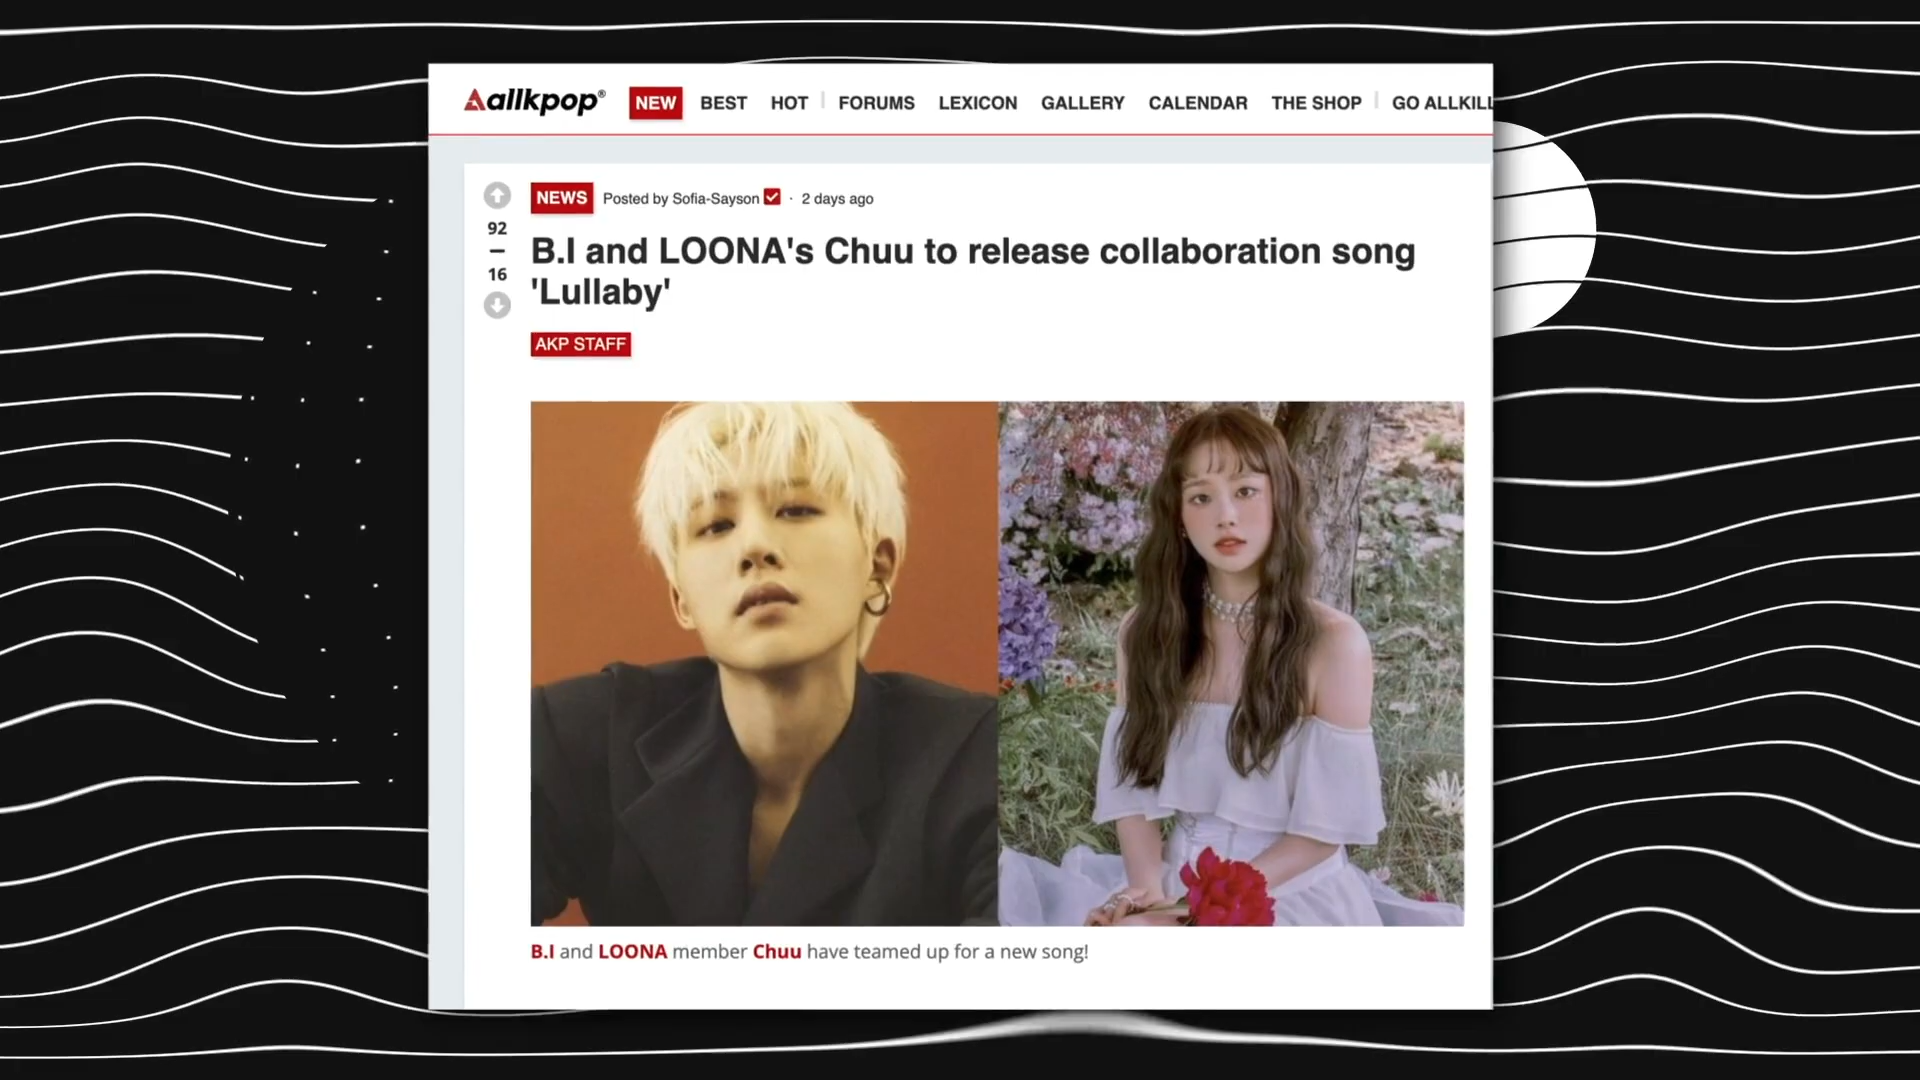 allkpop®
NEW BEST HOT FORUMS LEXICON GALLERY CALENDAR THE SHOP GO ALLKILL
NEWS Posted by Sofia-Sayson · 2 days ago
92
16
B.I and LOONA's Chuu to release collaboration song
'Lullaby'
AKP STAFF
B.I and LOONA member Chuu have teamed up for a new song!